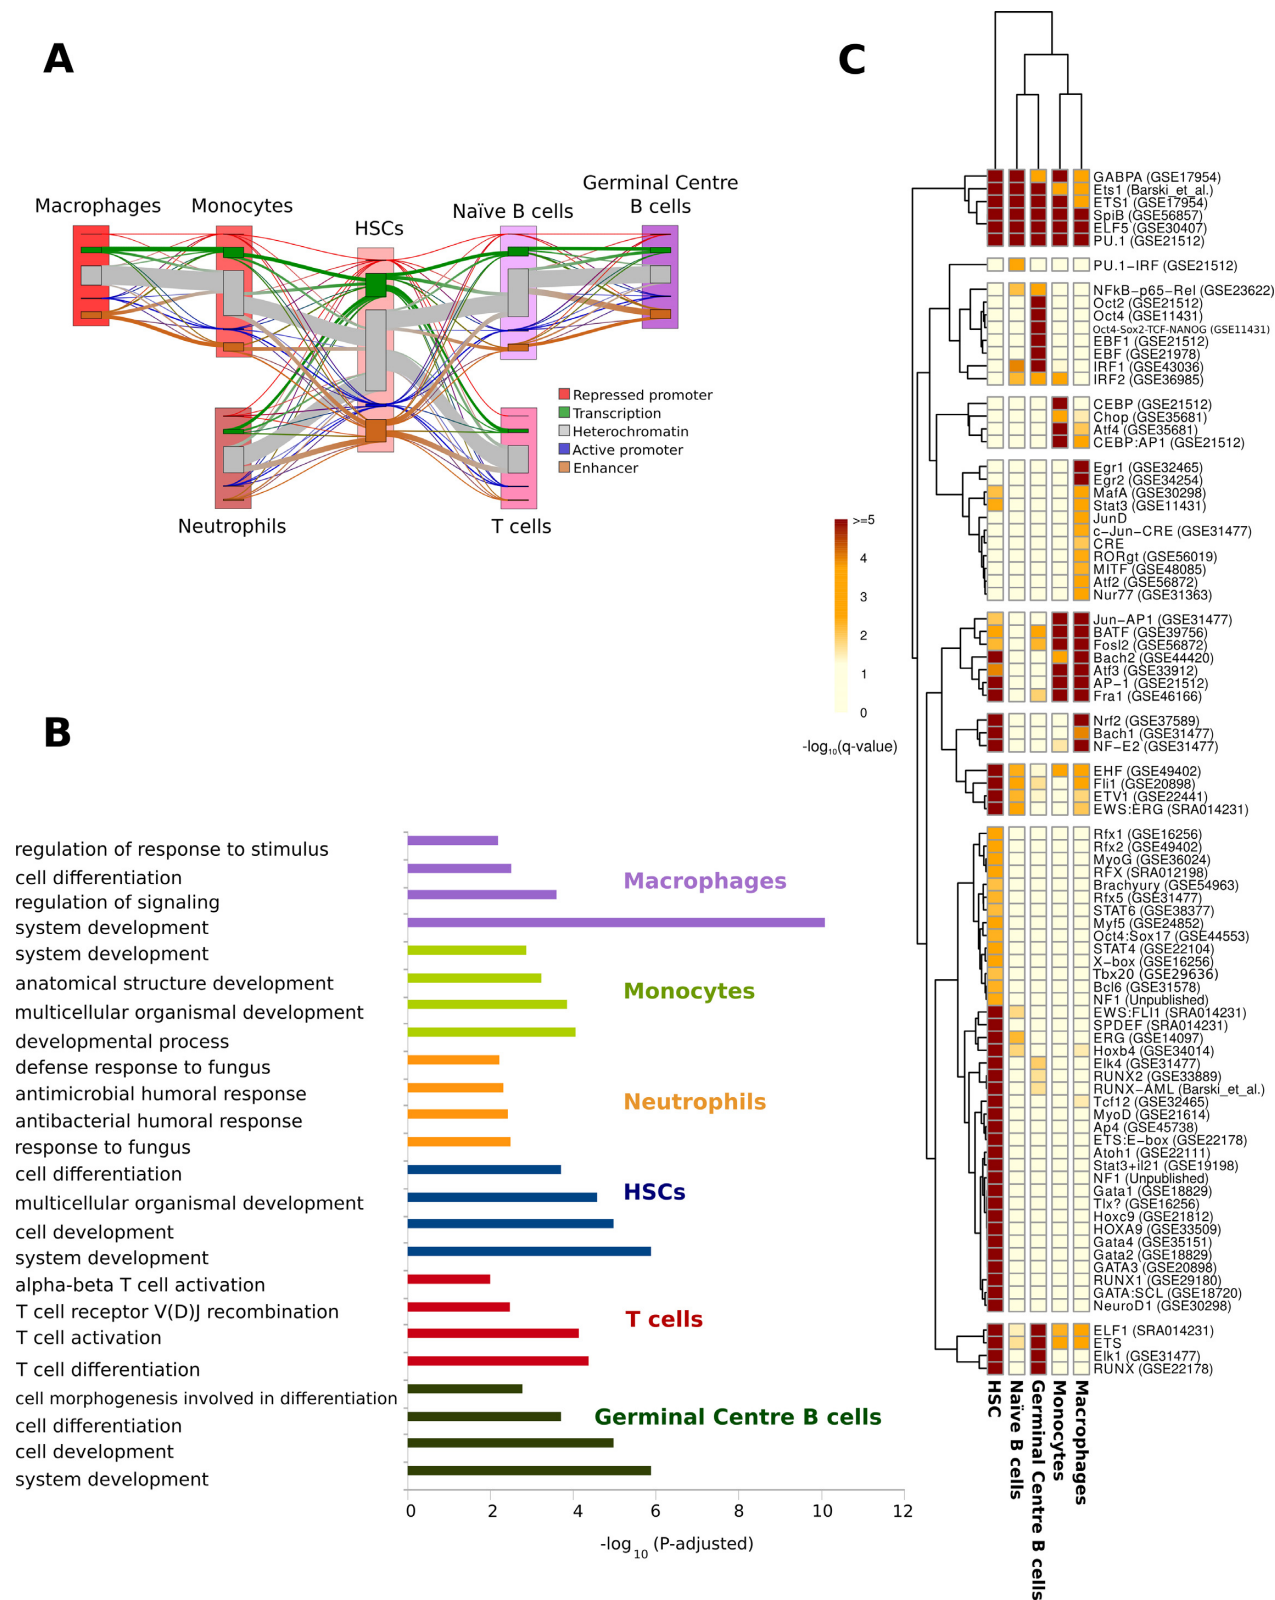 A
C
Macrophages
Monocytes
HSCs
Naïve B cells
Germinal Centre
B cells
Neutrophils
T cells
Repressed promoter
Transcription
Heterochromatin
Active promoter
Enhancer
B
regulation of response to stimulus
cell differentiation
regulation of signaling
system development
Macrophages
system development
anatomical structure development
multicellular organismal development
developmental process
Monocytes
defense response to fungus
antimicrobial humoral response
antibacterial humoral response
response to fungus
Neutrophils
cell differentiation
multicellular organismal development
cell development
system development
HSCs
alpha-beta T cell activation
T cell receptor V(D)J recombination
T cell activation
T cell differentiation
T cells
cell morphogenesis involved in differentiation
cell differentiation
cell development
system development
Germinal Centre B cells
0 2 4 6 8 10 12
-log10 (P-adjusted)
>=5
4
3
2
1
0
-log10(q-value)
GABPA (GSE17954)
Ets1 (Barski_et_al.)
ETS1 (GSE17954)
SpiB (GSE56857)
ELF5 (GSE30407)
PU.1 (GSE21512)
PU.1-IRF (GSE21512)
NFkB-p65-Rel (GSE23622)
Oct2 (GSE21512)
Oct4 (GSE11431)
Oct4-Sox2-TCF-NANOG (GSE11431)
EBF1 (GSE21512)
EBF (GSE21978)
IRF1 (GSE43036)
IRF2 (GSE36985)
CEBP (GSE21512)
Chop (GSE35681)
Atf4 (GSE35681)
CEBP:AP1 (GSE21512)
Egr1 (GSE32465)
Egr2 (GSE34254)
MafA (GSE30298)
Stat3 (GSE11431)
JunD
c-Jun-CRE (GSE31477)
CRE
RORgt (GSE56019)
MITF (GSE48085)
Atf2 (GSE56872)
Nur77 (GSE31363)
Jun-AP1 (GSE31477)
BATF (GSE39756)
Fosl2 (GSE56872)
Bach2 (GSE44420)
Atf3 (GSE33912)
AP-1 (GSE21512)
Fra1 (GSE46166)
Nrf2 (GSE37589)
Bach1 (GSE31477)
NF-E2 (GSE31477)
EHF (GSE49402)
Fli1 (GSE20898)
ETV1 (GSE22441)
EWS:ERG (SRA014231)
Rfx1 (GSE16256)
Rfx2 (GSE49402)
MyoG (GSE36024)
RFX (SRA012198)
Brachyury (GSE54963)
Rfx5 (GSE31477)
STAT6 (GSE38377)
Myf5 (GSE24852)
Oct4:Sox17 (GSE44553)
STAT4 (GSE22104)
X-box (GSE16256)
Tbx20 (GSE29636)
Bcl6 (GSE31578)
NF1 (Unpublished)
EWS:FLI1 (SRA014231)
SPDEF (SRA014231)
ERG (GSE14097)
Hoxb4 (GSE34014)
Elk4 (GSE31477)
RUNX2 (GSE33889)
RUNX-AML (Barski_et_al.)
Tcf12 (GSE32465)
MyoD (GSE21614)
Ap4 (GSE45738)
ETS:E-box (GSE22178)
Atoh1 (GSE22111)
Stat3+il21 (GSE19198)
NF1 (Unpublished)
Gata1 (GSE18829)
Tlx? (GSE16256)
Hoxc9 (GSE21812)
HOXA9 (GSE33509)
Gata4 (GSE35151)
Gata2 (GSE18829)
GATA3 (GSE20898)
RUNX1 (GSE29180)
GATA:SCL (GSE18720)
NeuroD1 (GSE30298)
ELF1 (SRA014231)
ETS
Elk1 (GSE31477)
RUNX (GSE22178)
HSC
Naïve B cells
Germinal Centre B cells
Monocytes
Macrophages